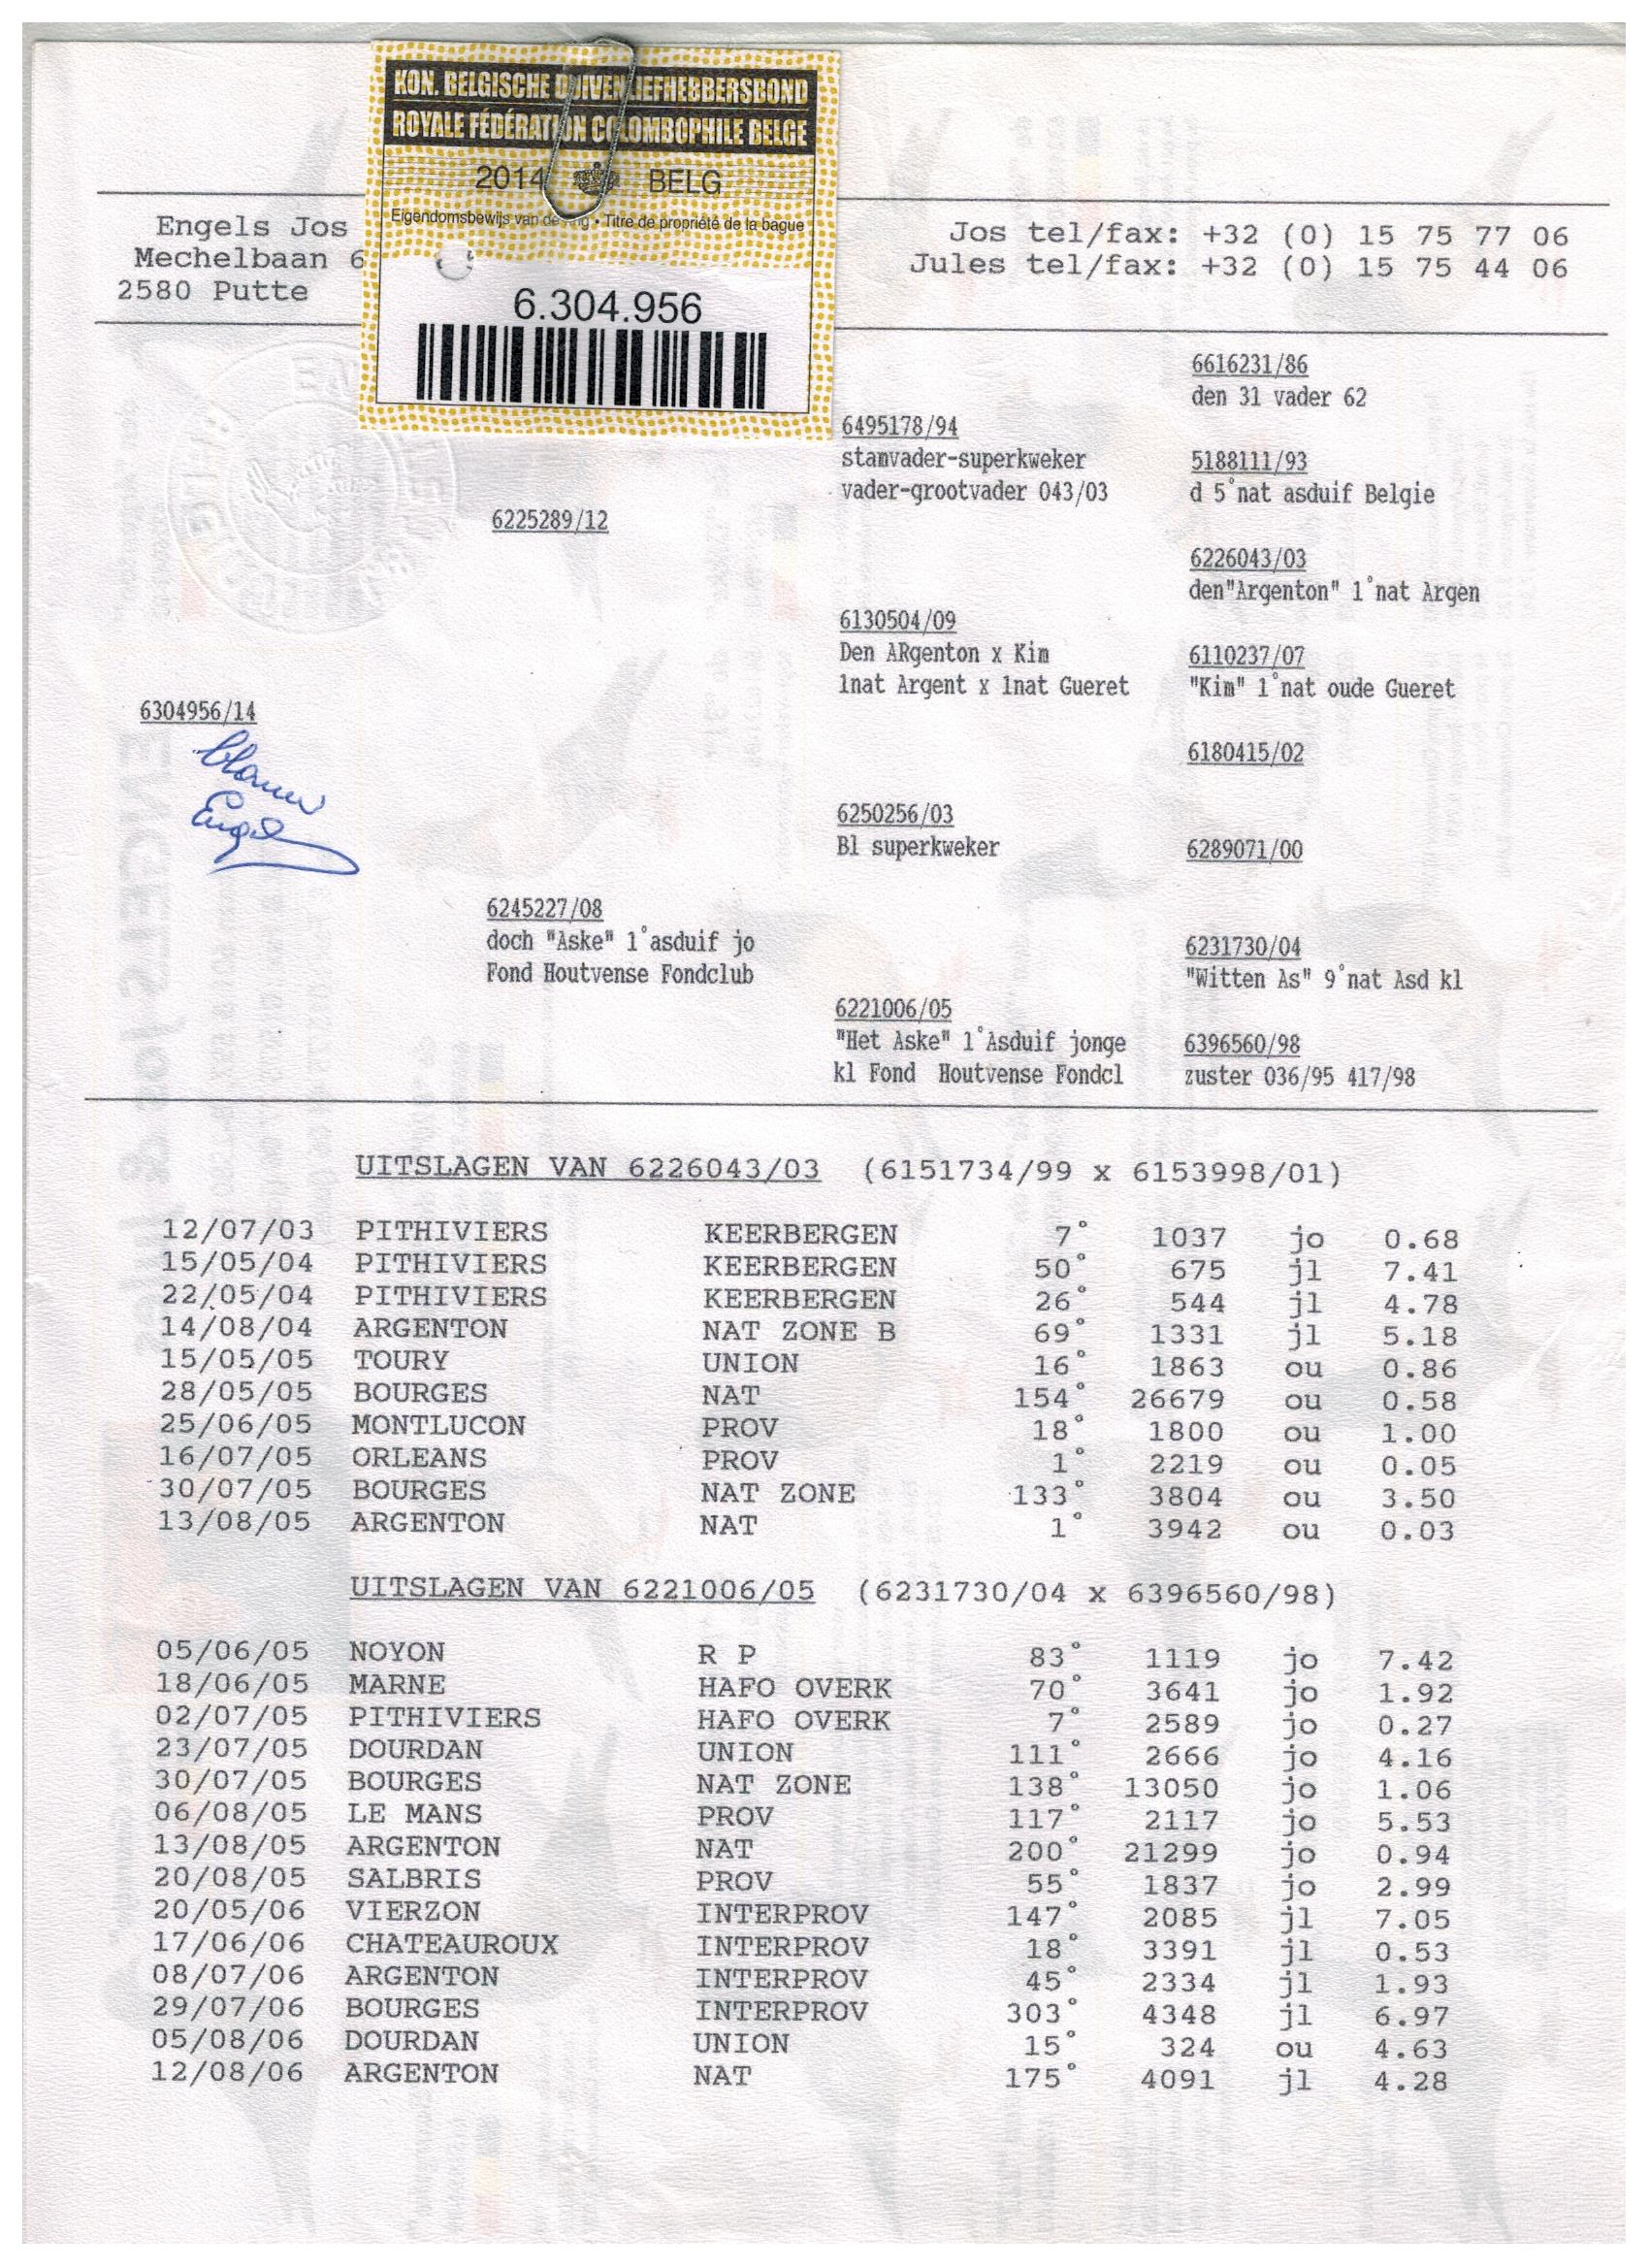 KON. BELGISCHE DUIVENLIEFHEBBERSBOND
ROYALE FÉDÉRATION COLOMBOPHILE BELGE
2014 BELG
Eigendomsbewijs van de ring • Titre de propriété de la bague
6.304.956
Engels Jos
Mechelbaan 6
2580 Putte
Jos tel/fax: +32 (0) 15 75 77 06
Jules tel/fax: +32 (0) 15 75 44 06
6616231/86
den 31 vader 62
6495178/94
stamvader-superkweker
vader-grootvader 043/03
5188111/93
d 5°nat asduif Belgie
6225289/12
6226043/03
den"Argenton" 1°nat Argen
6130504/09
Den ARgenton x Kim
1nat Argent x 1nat Gueret
6110237/07
"Kim" 1°nat oude Gueret
6304956/14
blauw
Engels
6180415/02
6250256/03
Bl superkweker
6289071/00
6245227/08
doch "Aske" 1°asduif jo
Fond Houtvense Fondclub
6231730/04
"Witten As" 9°nat Asd kl
6221006/05
"Het Aske" 1°Asduif jonge
kl Fond Houtvense Fondcl
6396560/98
zuster 036/95 417/98
UITSLAGEN VAN 6226043/03 (6151734/99 x 6153998/01)
12/07/03 PITHIVIERS KEERBERGEN 7° 1037 jo 0.68
15/05/04 PITHIVIERS KEERBERGEN 50° 675 jl 7.41
22/05/04 PITHIVIERS KEERBERGEN 26° 544 jl 4.78
14/08/04 ARGENTON NAT ZONE B 69° 1331 jl 5.18
15/05/05 TOURY UNION 16° 1863 ou 0.86
28/05/05 BOURGES NAT 154° 26679 ou 0.58
25/06/05 MONTLUCON PROV 18° 1800 ou 1.00
16/07/05 ORLEANS PROV 1° 2219 ou 0.05
30/07/05 BOURGES NAT ZONE 133° 3804 ou 3.50
13/08/05 ARGENTON NAT 1° 3942 ou 0.03
UITSLAGEN VAN 6221006/05 (6231730/04 x 6396560/98)
05/06/05 NOYON R P 83° 1119 jo 7.42
18/06/05 MARNE HAFO OVERK 70° 3641 jo 1.92
02/07/05 PITHIVIERS HAFO OVERK 7° 2589 jo 0.27
23/07/05 DOURDAN UNION 111° 2666 jo 4.16
30/07/05 BOURGES NAT ZONE 138° 13050 jo 1.06
06/08/05 LE MANS PROV 117° 2117 jo 5.53
13/08/05 ARGENTON NAT 200° 21299 jo 0.94
20/08/05 SALBRIS PROV 55° 1837 jo 2.99
20/05/06 VIERZON INTERPROV 147° 2085 jl 7.05
17/06/06 CHATEAUROUX INTERPROV 18° 3391 jl 0.53
08/07/06 ARGENTON INTERPROV 45° 2334 jl 1.93
29/07/06 BOURGES INTERPROV 303° 4348 jl 6.97
05/08/06 DOURDAN UNION 15° 324 ou 4.63
12/08/06 ARGENTON NAT 175° 4091 jl 4.28